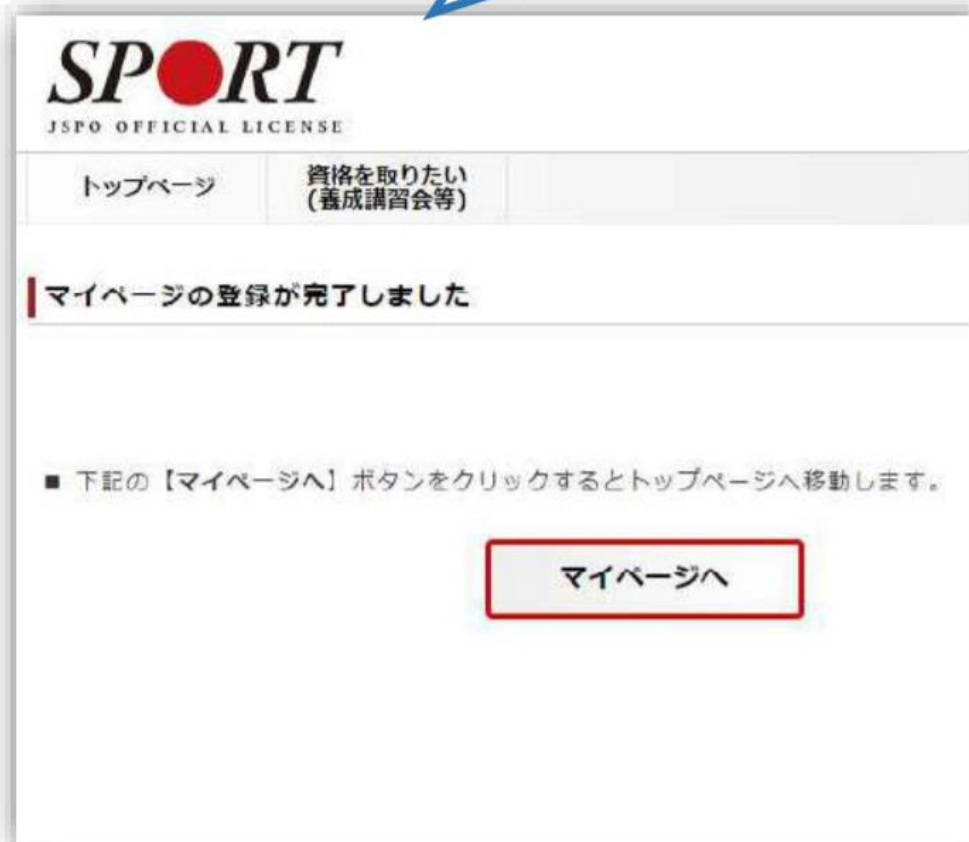 SPORT
JSPO OFFICIAL LICENSE
トップページ
資格を取りたい
(養成講習会等)
マイページの登録が完了しました
■ 下記の【マイページへ】ボタンをクリックするとトップページへ移動します。
マイページへ